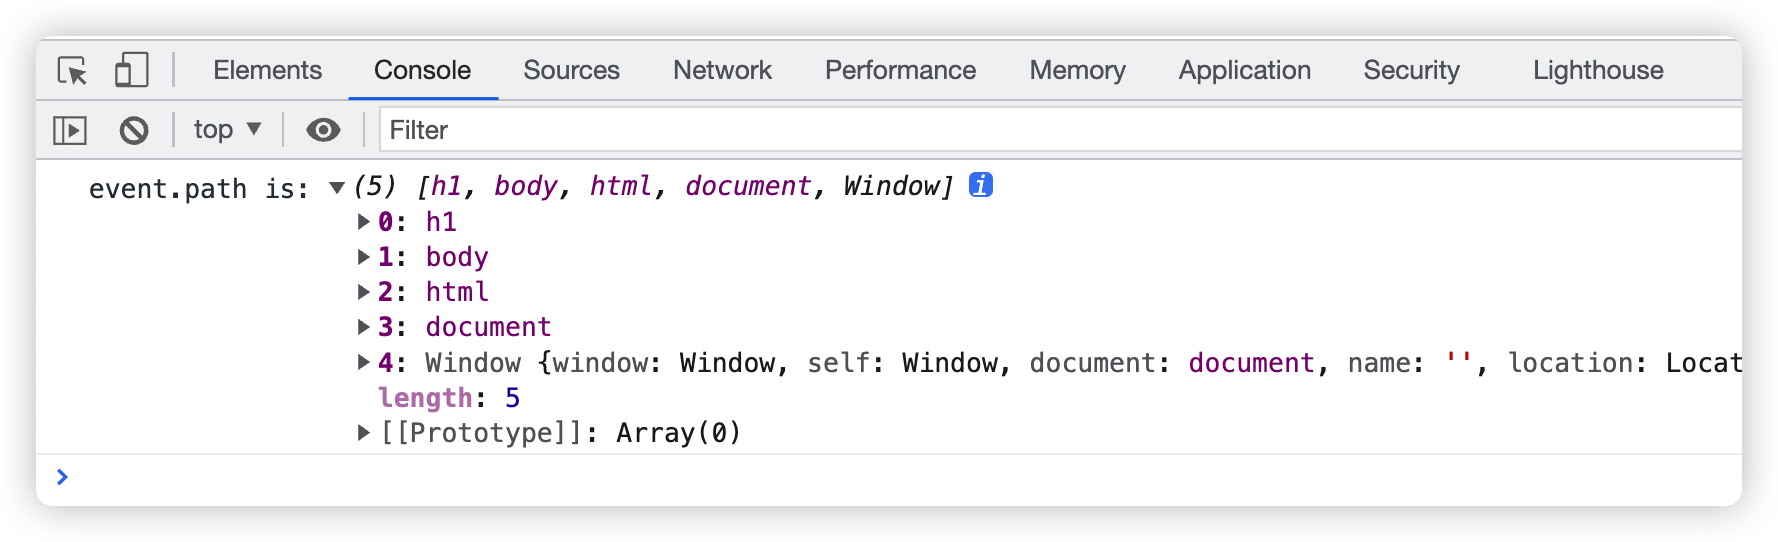 Elements Console Sources Network Performance Memory Application Security Lighthouse
top ▼ Filter
event.path is: ▼(5) [h1, body, html, document, Window] i
▶0: h1
▶1: body
▶2: html
▶3: document
▶4: Window {window: Window, self: Window, document: document, name: '', location: Locat
length: 5
▶[[Prototype]]: Array(0)